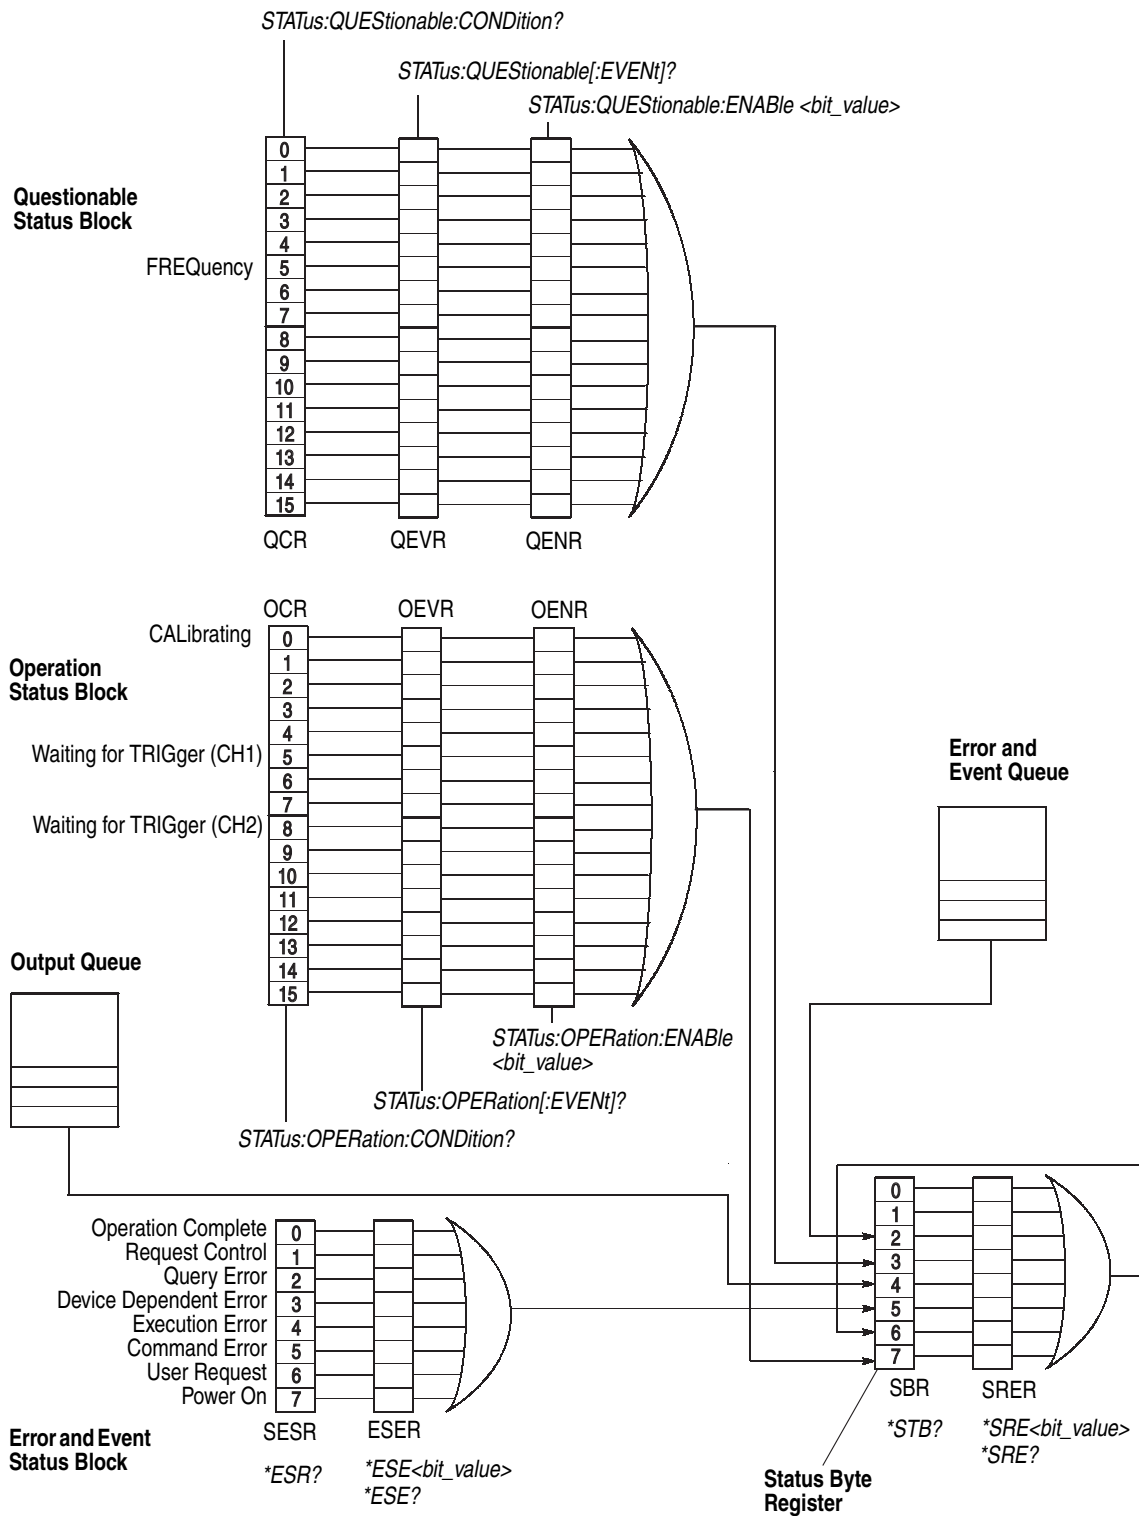 STATus:QUEStionable:CONDition?
STATus:QUEStionable[:EVENt]?
STATus:QUEStionable:ENABle <bit_value>
Questionable
Status Block
FREQuency
0
1
2
3
4
5
6
7
8
9
10
11
12
13
14
15
QCR QEVR QENR
OCR OEVR OENR
CALibrating
Operation
Status Block
Waiting for TRIGger (CH1)
Waiting for TRIGger (CH2)
0
1
2
3
4
5
6
7
8
9
10
11
12
13
14
15
Error and
Event Queue
Output Queue
STATus:OPERation:ENABle
<bit_value>
STATus:OPERation[:EVENt]?
STATus:OPERation:CONDition?
Operation Complete 0
Request Control 1
Query Error 2
Device Dependent Error 3
Execution Error 4
Command Error 5
User Request 6
Power On 7
SESR ESER
Error and Event
Status Block
*ESR?
*ESE<bit_value>
*ESE?
0
1
2
3
4
5
6
7
SBR SRER
*STB?
*SRE<bit_value>
*SRE?
Status Byte
Register